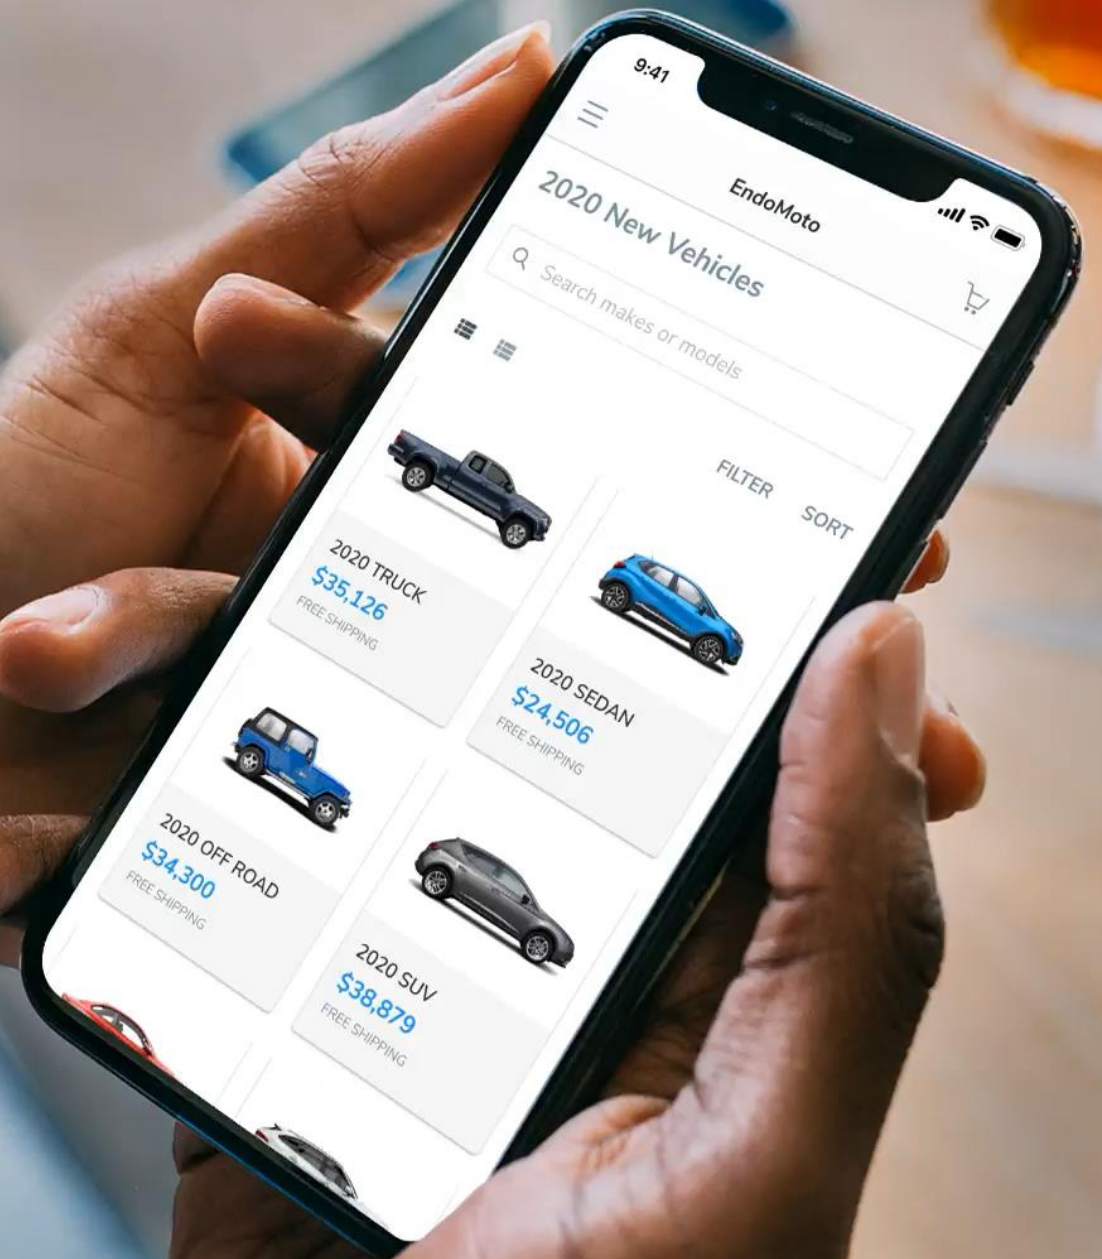 9:41
EndoMoto
2020 New Vehicles
Search makes or models
FILTER
SORT
2020 TRUCK
$35,126
FREE SHIPPING
2020 SEDAN
$24,506
FREE SHIPPING
2020 OFF ROAD
$34,300
FREE SHIPPING
2020 SUV
$38,879
FREE SHIPPING